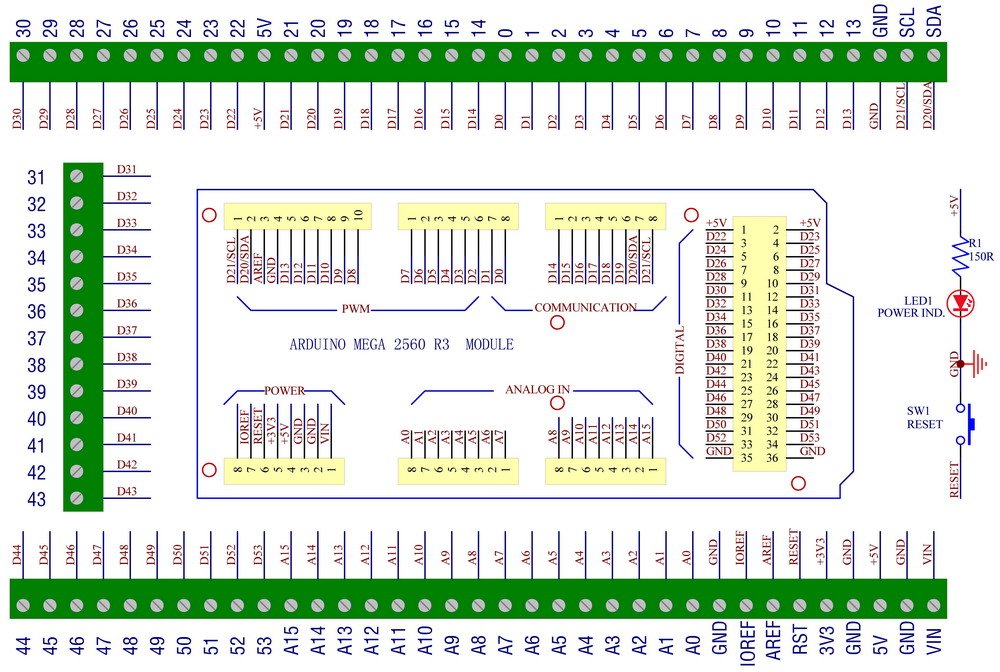 30 29 28 27 26 25 24 23 22 5V 21 20 19 18 17 16 15 14 0 1 2 3 4 5 6 7 8 9 10 11 12 13 GND SCL SDA
D30 D29 D28 D27 D26 D25 D24 D23 D22 +5V D21 D20 D19 D18 D17 D16 D15 D14 D0 D1 D2 D3 D4 D5 D6 D7 D8 D9 D10 D11 D12 D13 GND D21/SCL D20/SDA
31 D31
32 D32
33 D33
34 D34
35 D35
36 D36
37 D37
38 D38
39 D39
40 D40
41 D41
42 D42
43 D43
1 2 3 4 5 6 7 8 9 10
D21/SCL D20/SDA AREF GND D13 D12 D11 D10 D9 D8
1 2 3 4 5 6 7 8
D7 D6 D5 D4 D3 D2 D1 D0
1 2 3 4 5 6 7 8
D14 D15 D16 D17 D18 D19 D20/SDA D21/SCL
PWM
COMMUNICATION
ARDUINO MEGA 2560 R3 MODULE
POWER
IOREF RESET +3V3 +5V GND GND VIN
8 7 6 5 4 3 2 1
ANALOG IN
A0 A1 A2 A3 A4 A5 A6 A7
8 7 6 5 4 3 2 1
A8 A9 A10 A11 A12 A13 A14 A15
8 7 6 5 4 3 2 1
DIGITAL
+5V 1 2 +5V
D22 3 4 D23
D24 5 6 D25
D26 7 8 D27
D28 9 10 D29
D30 11 12 D31
D32 13 14 D33
D34 15 16 D35
D36 17 18 D37
D38 19 20 D39
D40 21 22 D41
D42 23 24 D43
D44 25 26 D45
D46 27 28 D47
D48 29 30 D49
D50 31 32 D51
D52 33 34 D53
GND 35 36 GND
+5V
R1
150R
LED1
POWER IND.
GND
SW1
RESET
RESET
D44 D45 D46 D47 D48 D49 D50 D51 D52 D53 A15 A14 A13 A12 A11 A10 A9 A8 A7 A6 A5 A4 A3 A2 A1 A0 GND IOREF AREF RESET +3V3 GND +5V GND VIN
44 45 46 47 48 49 50 51 52 53 A15 A14 A13 A12 A11 A10 A9 A8 A7 A6 A5 A4 A3 A2 A1 A0 GND IOREF AREF RST 3V3 GND 5V GND VIN